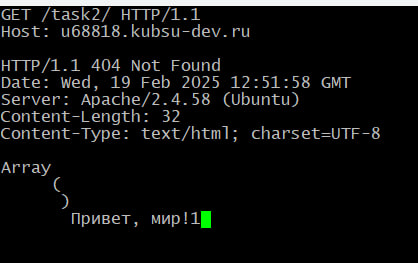 GET /task2/ HTTP/1.1
Host: u68818.kubsu-dev.ru
HTTP/1.1 404 Not Found
Date: Wed, 19 Feb 2025 12:51:58 GMT
Server: Apache/2.4.58 (Ubuntu)
Content-Length: 32
Content-Type: text/html; charset=UTF-8
Array
(
)
Привет, мир!1